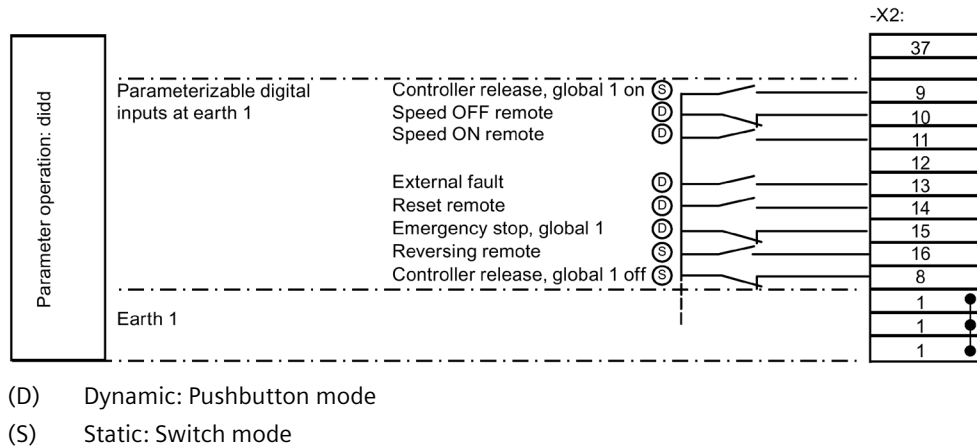 -X2:
37
Parameter operation: didd
Parameterizable digital
inputs at earth 1
Controller release, global 1 on (S) 9
Speed OFF remote (D) 10
Speed ON remote (D) 11
12
External fault (D) 13
Reset remote (D) 14
Emergency stop, global 1 (D) 15
Reversing remote (S) 16
Controller release, global 1 off (S) 8
Earth 1
1
1
1
(D) Dynamic: Pushbutton mode
(S) Static: Switch mode